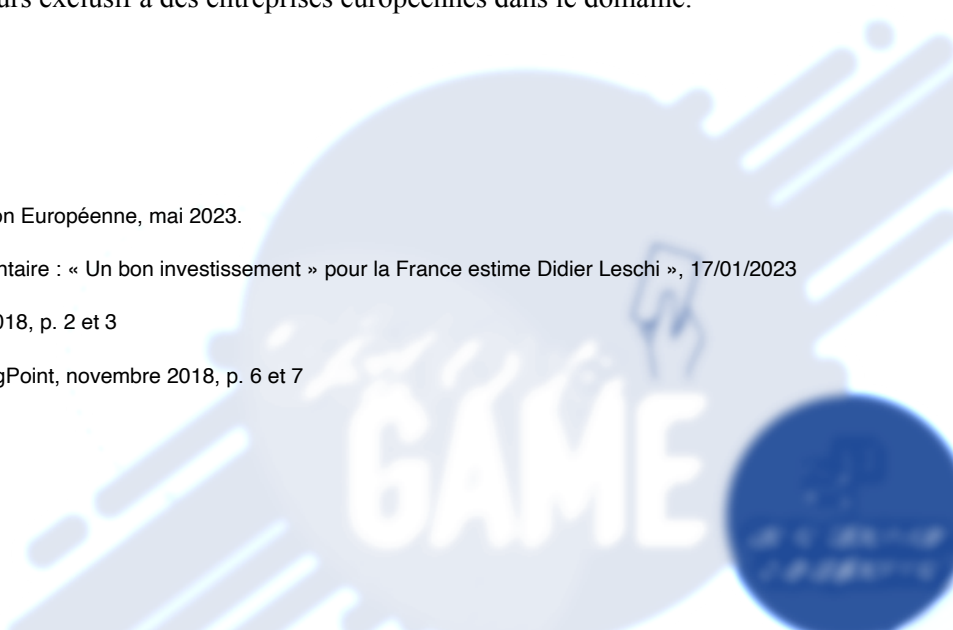 urs exclusif à des entreprises européennes dans le domaine.
on Européenne, mai 2023.
ntaire : « Un bon investissement » pour la France estime Didier Leschi », 17/01/2023
018, p. 2 et 3
gPoint, novembre 2018, p. 6 et 7
GAME